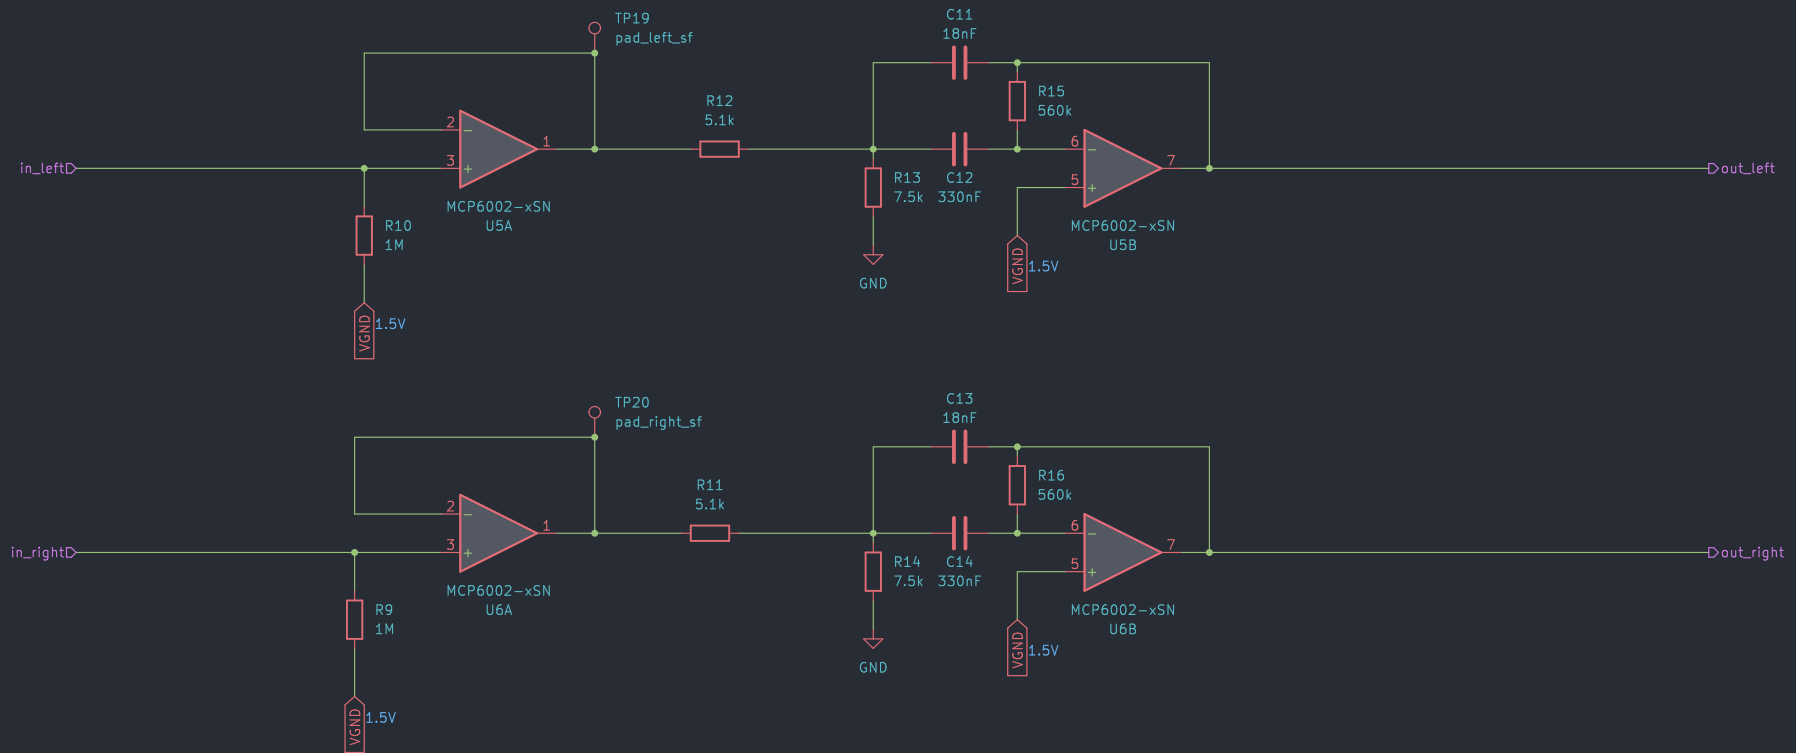 TP19
pad_left_sf
C11
18nF
R12
5.1k
R15
560k
2
−
1
6
−
7
in_left
3
+
R13
7.5k
C12
330nF
5
+
out_left
MCP6002-xSN
U5A
MCP6002-xSN
U5B
R10
1M
VGND
1.5V
GND
VGND
1.5V
TP20
pad_right_sf
C13
18nF
R11
5.1k
R16
560k
2
−
1
6
−
7
in_right
3
+
R14
7.5k
C14
330nF
5
+
out_right
MCP6002-xSN
U6A
MCP6002-xSN
U6B
R9
1M
VGND
1.5V
GND
VGND
1.5V